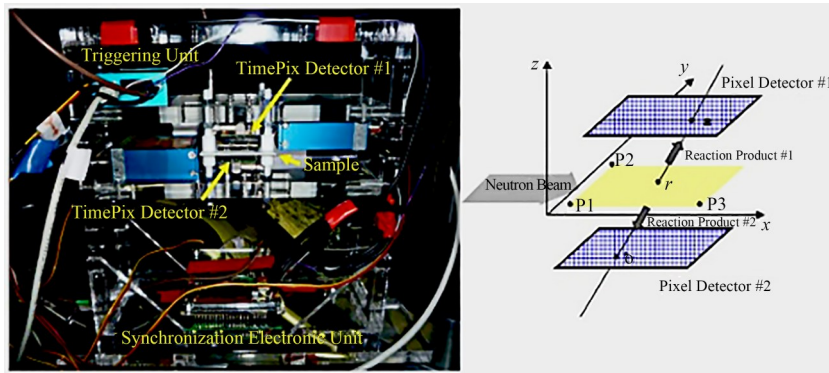 Triggering Unit
TimePix Detector #1
Sample
TimePix Detector #2
Synchronization Electronic Unit
z
y
Pixel Detector #1
Reaction Product #1
P2
Neutron Beam
r
P1
P3
Reaction Product #2
x
Pixel Detector #2